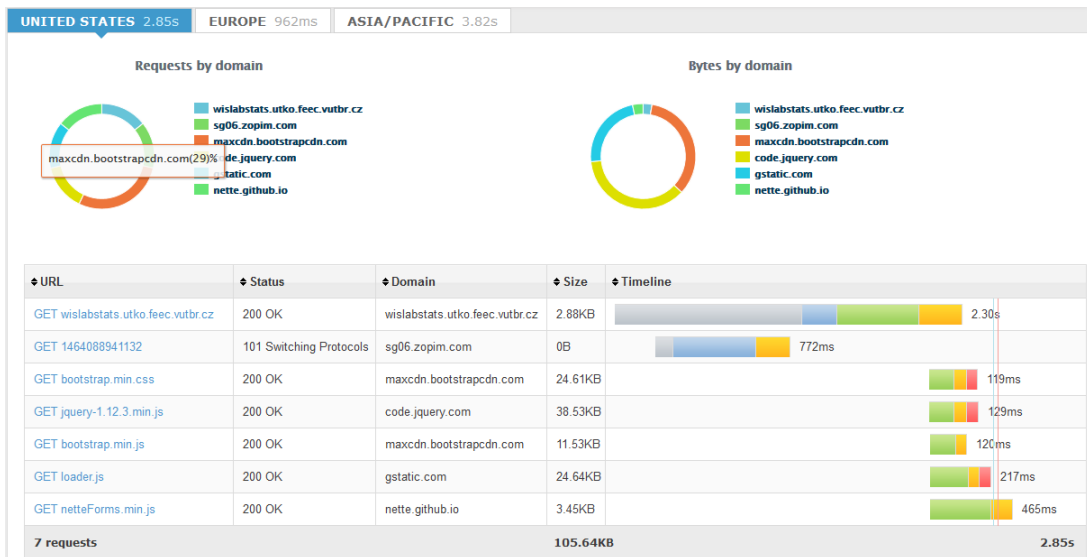 UNITED STATES 2.85s EUROPE 962ms ASIA/PACIFIC 3.82s
Requests by domain
wislabstats.utko.feec.vutbr.cz
sg06.zopim.com
maxcdn.bootstrapcdn.com
code.jquery.com
gstatic.com
nette.github.io
maxcdn.bootstrapcdn.com(29)%
Bytes by domain
wislabstats.utko.feec.vutbr.cz
sg06.zopim.com
maxcdn.bootstrapcdn.com
code.jquery.com
gstatic.com
nette.github.io
URL Status Domain Size Timeline
GET wislabstats.utko.feec.vutbr.cz 200 OK wislabstats.utko.feec.vutbr.cz 2.88KB 2.30s
GET 1464088941132 101 Switching Protocols sg06.zopim.com 0B 772ms
GET bootstrap.min.css 200 OK maxcdn.bootstrapcdn.com 24.61KB 119ms
GET jquery-1.12.3.min.js 200 OK code.jquery.com 38.53KB 129ms
GET bootstrap.min.js 200 OK maxcdn.bootstrapcdn.com 11.53KB 120ms
GET loader.js 200 OK gstatic.com 24.64KB 217ms
GET netteForms.min.js 200 OK nette.github.io 3.45KB 465ms
7 requests 105.64KB 2.85s